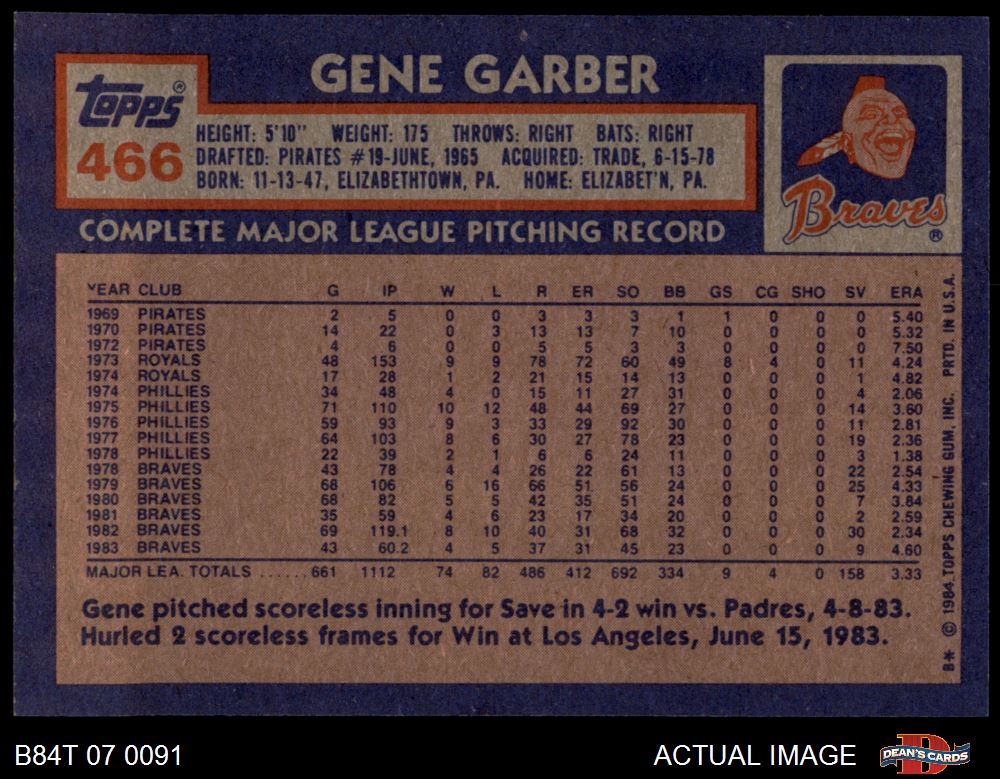 GENE GARBER
Topps®
466
HEIGHT: 5'10" WEIGHT: 175 THROWS: RIGHT BATS: RIGHT
DRAFTED: PIRATES #19-JUNE, 1965 ACQUIRED: TRADE, 6-15-78
BORN: 11-13-47, ELIZABETHTOWN, PA. HOME: ELIZABET'N, PA.
Braves®
COMPLETE MAJOR LEAGUE PITCHING RECORD
YEAR CLUB G IP W L R ER SO BB GS CG SHO SV ERA
1969 PIRATES 2 5 0 0 3 3 3 1 1 0 0 0 5.40
1970 PIRATES 14 22 0 3 13 13 7 10 0 0 0 0 5.32
1972 PIRATES 4 6 0 0 5 5 3 3 0 0 0 0 7.50
1973 ROYALS 48 153 9 9 78 72 60 49 8 4 0 11 4.24
1974 ROYALS 17 28 1 2 21 15 14 13 0 0 0 1 4.82
1974 PHILLIES 34 48 4 0 15 11 27 31 0 0 0 4 2.06
1975 PHILLIES 71 110 10 12 48 44 69 27 0 0 0 14 3.60
1976 PHILLIES 59 93 9 3 33 29 92 30 0 0 0 11 2.81
1977 PHILLIES 64 103 8 6 30 27 78 23 0 0 0 19 2.36
1978 PHILLIES 22 39 2 1 6 6 24 11 0 0 0 3 1.38
1978 BRAVES 43 78 4 4 26 22 61 13 0 0 0 22 2.54
1979 BRAVES 68 106 6 16 66 51 56 24 0 0 0 25 4.33
1980 BRAVES 68 82 5 5 42 35 51 24 0 0 0 7 3.84
1981 BRAVES 35 59 4 6 23 17 34 20 0 0 0 2 2.59
1982 BRAVES 69 119.1 8 10 40 31 68 32 0 0 0 30 2.34
1983 BRAVES 43 60.2 4 5 37 31 45 23 0 0 0 9 4.60
MAJOR LEA. TOTALS ...... 661 1112 74 82 486 412 692 334 9 4 0 158 3.33
Gene pitched scoreless inning for Save in 4-2 win vs. Padres, 4-8-83.
Hurled 2 scoreless frames for Win at Los Angeles, June 15, 1983.
B* © 1984 TOPPS CHEWING GUM, INC. PRTD. IN U.S.A.
B84T 07 0091
ACTUAL IMAGE
DEAN'S CARDS